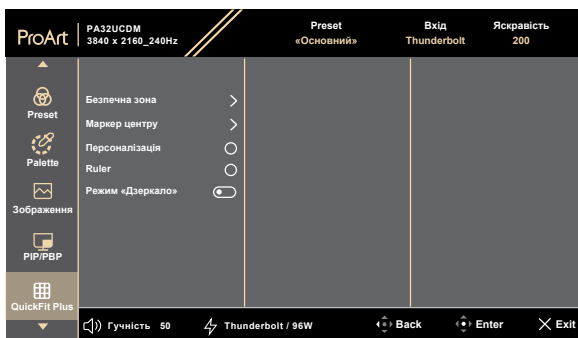 ProArt
PA32UCDM
3840 x 2160_240Hz
Preset
«Основний»
Вхід
Thunderbolt
Яскравість
200
Preset
Palette
Зображення
PIP/PBP
QuickFit Plus
Безпечна зона
Маркер центру
Персоналізація
Ruler
Режим «Дзеркало»
Гучність 50
Thunderbolt / 96W
Back
Enter
Exit